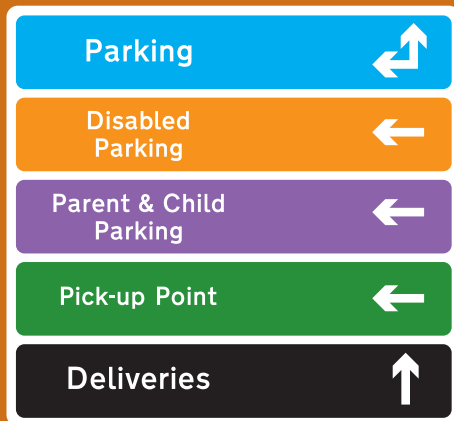 Parking
Disabled
Parking
Parent & Child
Parking
Pick-up Point
Deliveries